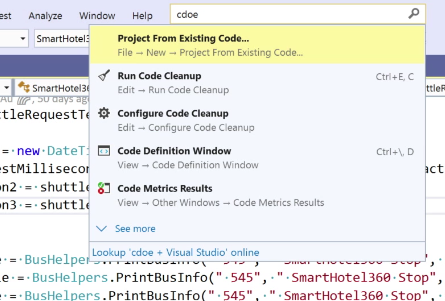 est Analyze Window Help cdoe
SmartHotel3
Project From Existing Code...
File → New → Project From Existing Code...
SmartHotel3
50 days ago
Run Code Cleanup Ctrl+E, C
Edit → Run Code Cleanup
ttleRequestTe
Configure Code Cleanup
Edit → Configure Code Cleanup
= new DateTi
estMillisecon
Code Definition Window Ctrl+\, D
View → Code Definition Window
on2 = shuttle
Code Metrics Results
View → Other Windows → Code Metrics Results
on3 = shuttle
See more
Lookup 'cdoe + Visual Studio' online
e = BusHelpers.PrintBusInfo("·545", "·SmartHotel360·Stop",
le = BusHelpers.PrintBusInfo("·545", "·SmartHotel360·Stop",
e = BusHelpers.PrintBusInfo("·545", "·SmartHotel360·Stop"